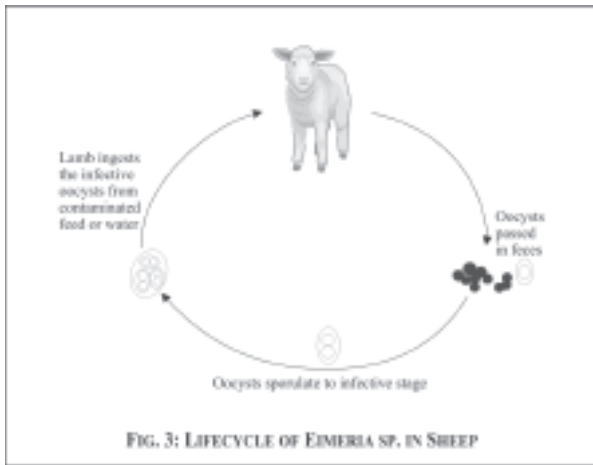 Lamb ingests
the infective
oocysts from
contaminated
feed or water
Oocysts
passed
in feces
Oocysts sporulate to infective stage
FIG. 3: LIFECYCLE OF EIMERIA SP. IN SHEEP